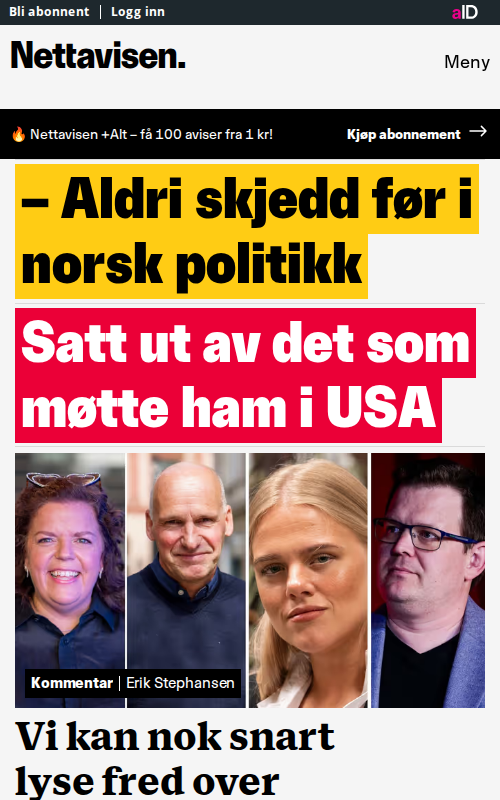 Bli abonnent | Logg inn
aID
Nettavisen.
Meny
🔥 Nettavisen +Alt – få 100 aviser fra 1 kr!
Kjøp abonnement →
– Aldri skjedd før i
norsk politikk
Satt ut av det som
møtte ham i USA
Kommentar | Erik Stephansen
Vi kan nok snart
lyse fred over